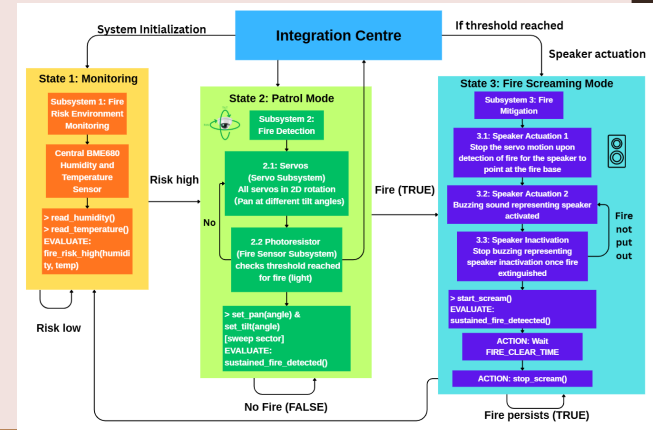 System Initialization
Integration Centre
If threshold reached
Speaker actuation
State 1: Monitoring
Subsystem 1: Fire
Risk Environment
Monitoring
Central BME680
Humidity and
Temperature
Sensor
> read_humidity()
> read_temperature()
EVALUATE:
fire_risk_high(humidi
ty, temp)
Risk low
Risk high
State 2: Patrol Mode
Subsystem 2:
Fire Detection
2.1: Servos
(Servo Subsystem)
All servos in 2D rotation
(Pan at different tilt angles)
No
2.2 Photoresistor
(Fire Sensor Subsystem)
checks threshold reached
for fire (light)
> set_pan(angle) &
set_tilt(angle)
[sweep sector]
EVALUATE:
sustained_fire_detected()
No Fire (FALSE)
Fire (TRUE)
State 3: Fire Screaming Mode
Subsystem 3: Fire
Mitigation
3.1: Speaker Actuation 1
Stop the servo motion upon
detection of fire for the speaker to
point at the fire base
3.2: Speaker Actuation 2
Buzzing sound representing speaker
activated
3.3: Speaker Inactivation
Stop buzzing representing
speaker inactivation once fire
extinguished
Fire
not
put
out
> start_scream()
EVALUATE:
sustained_fire_deteected()
ACTION: Wait
FIRE_CLEAR_TIME
ACTION: stop_scream()
Fire persists (TRUE)